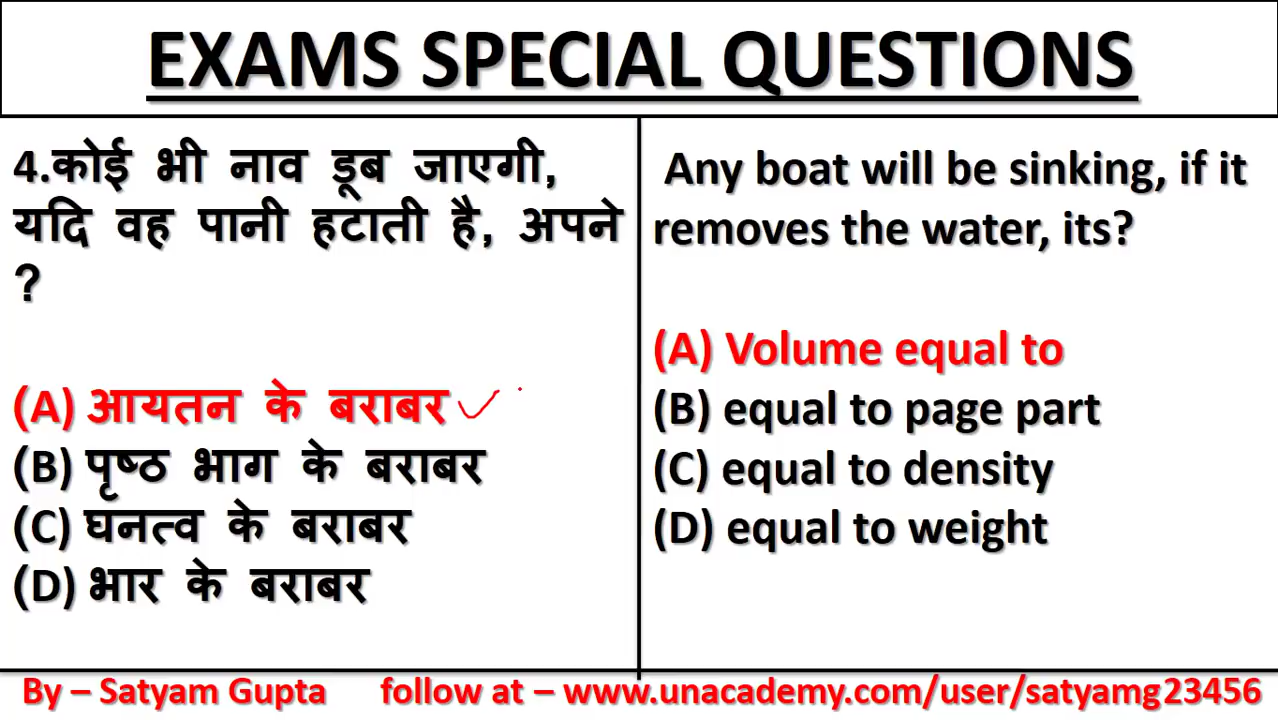 EXAMS SPECIAL QUESTIONS
4.कोई भी नाव डूब जाएगी,
यदि वह पानी हटाती है, अपने
?
(A) आयतन के बराबर
(B) पृष्ठ भाग के बराबर
(C) घनत्व के बराबर
(D) भार के बराबर
Any boat will be sinking, if it
removes the water, its?
(A) Volume equal to
(B) equal to page part
(C) equal to density
(D) equal to weight
By – Satyam Gupta follow at – www.unacademy.com/user/satyamg23456